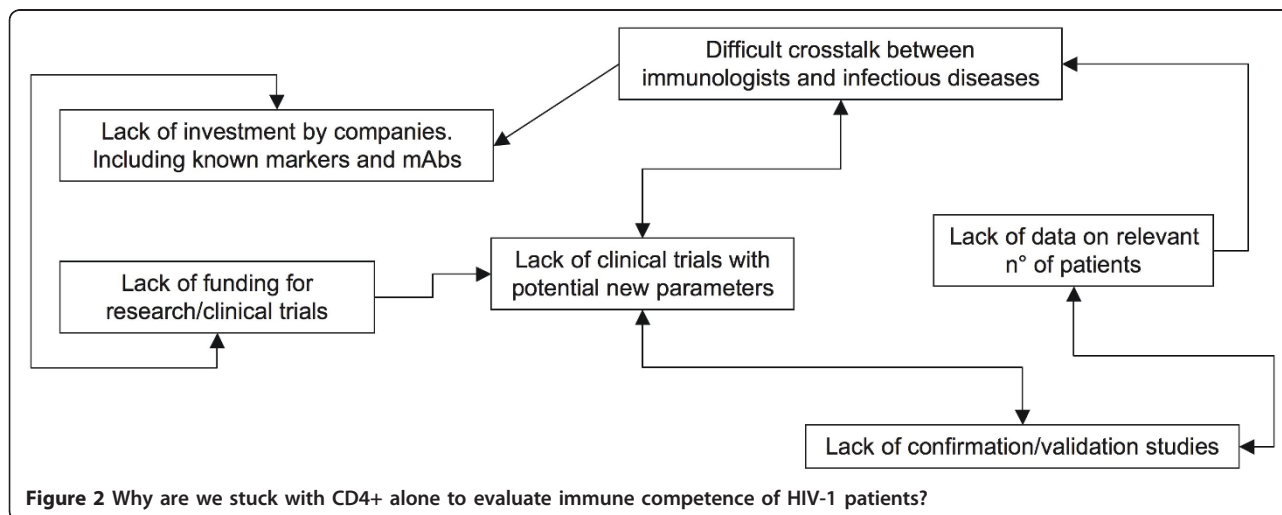 Difficult crosstalk between
immunologists and infectious diseases
Lack of investment by companies.
Including known markers and mAbs
Lack of data on relevant
n° of patients
Lack of clinical trials with
potential new parameters
Lack of funding for
research/clinical trials
Lack of confirmation/validation studies
Figure 2 Why are we stuck with CD4+ alone to evaluate immune competence of HIV-1 patients?